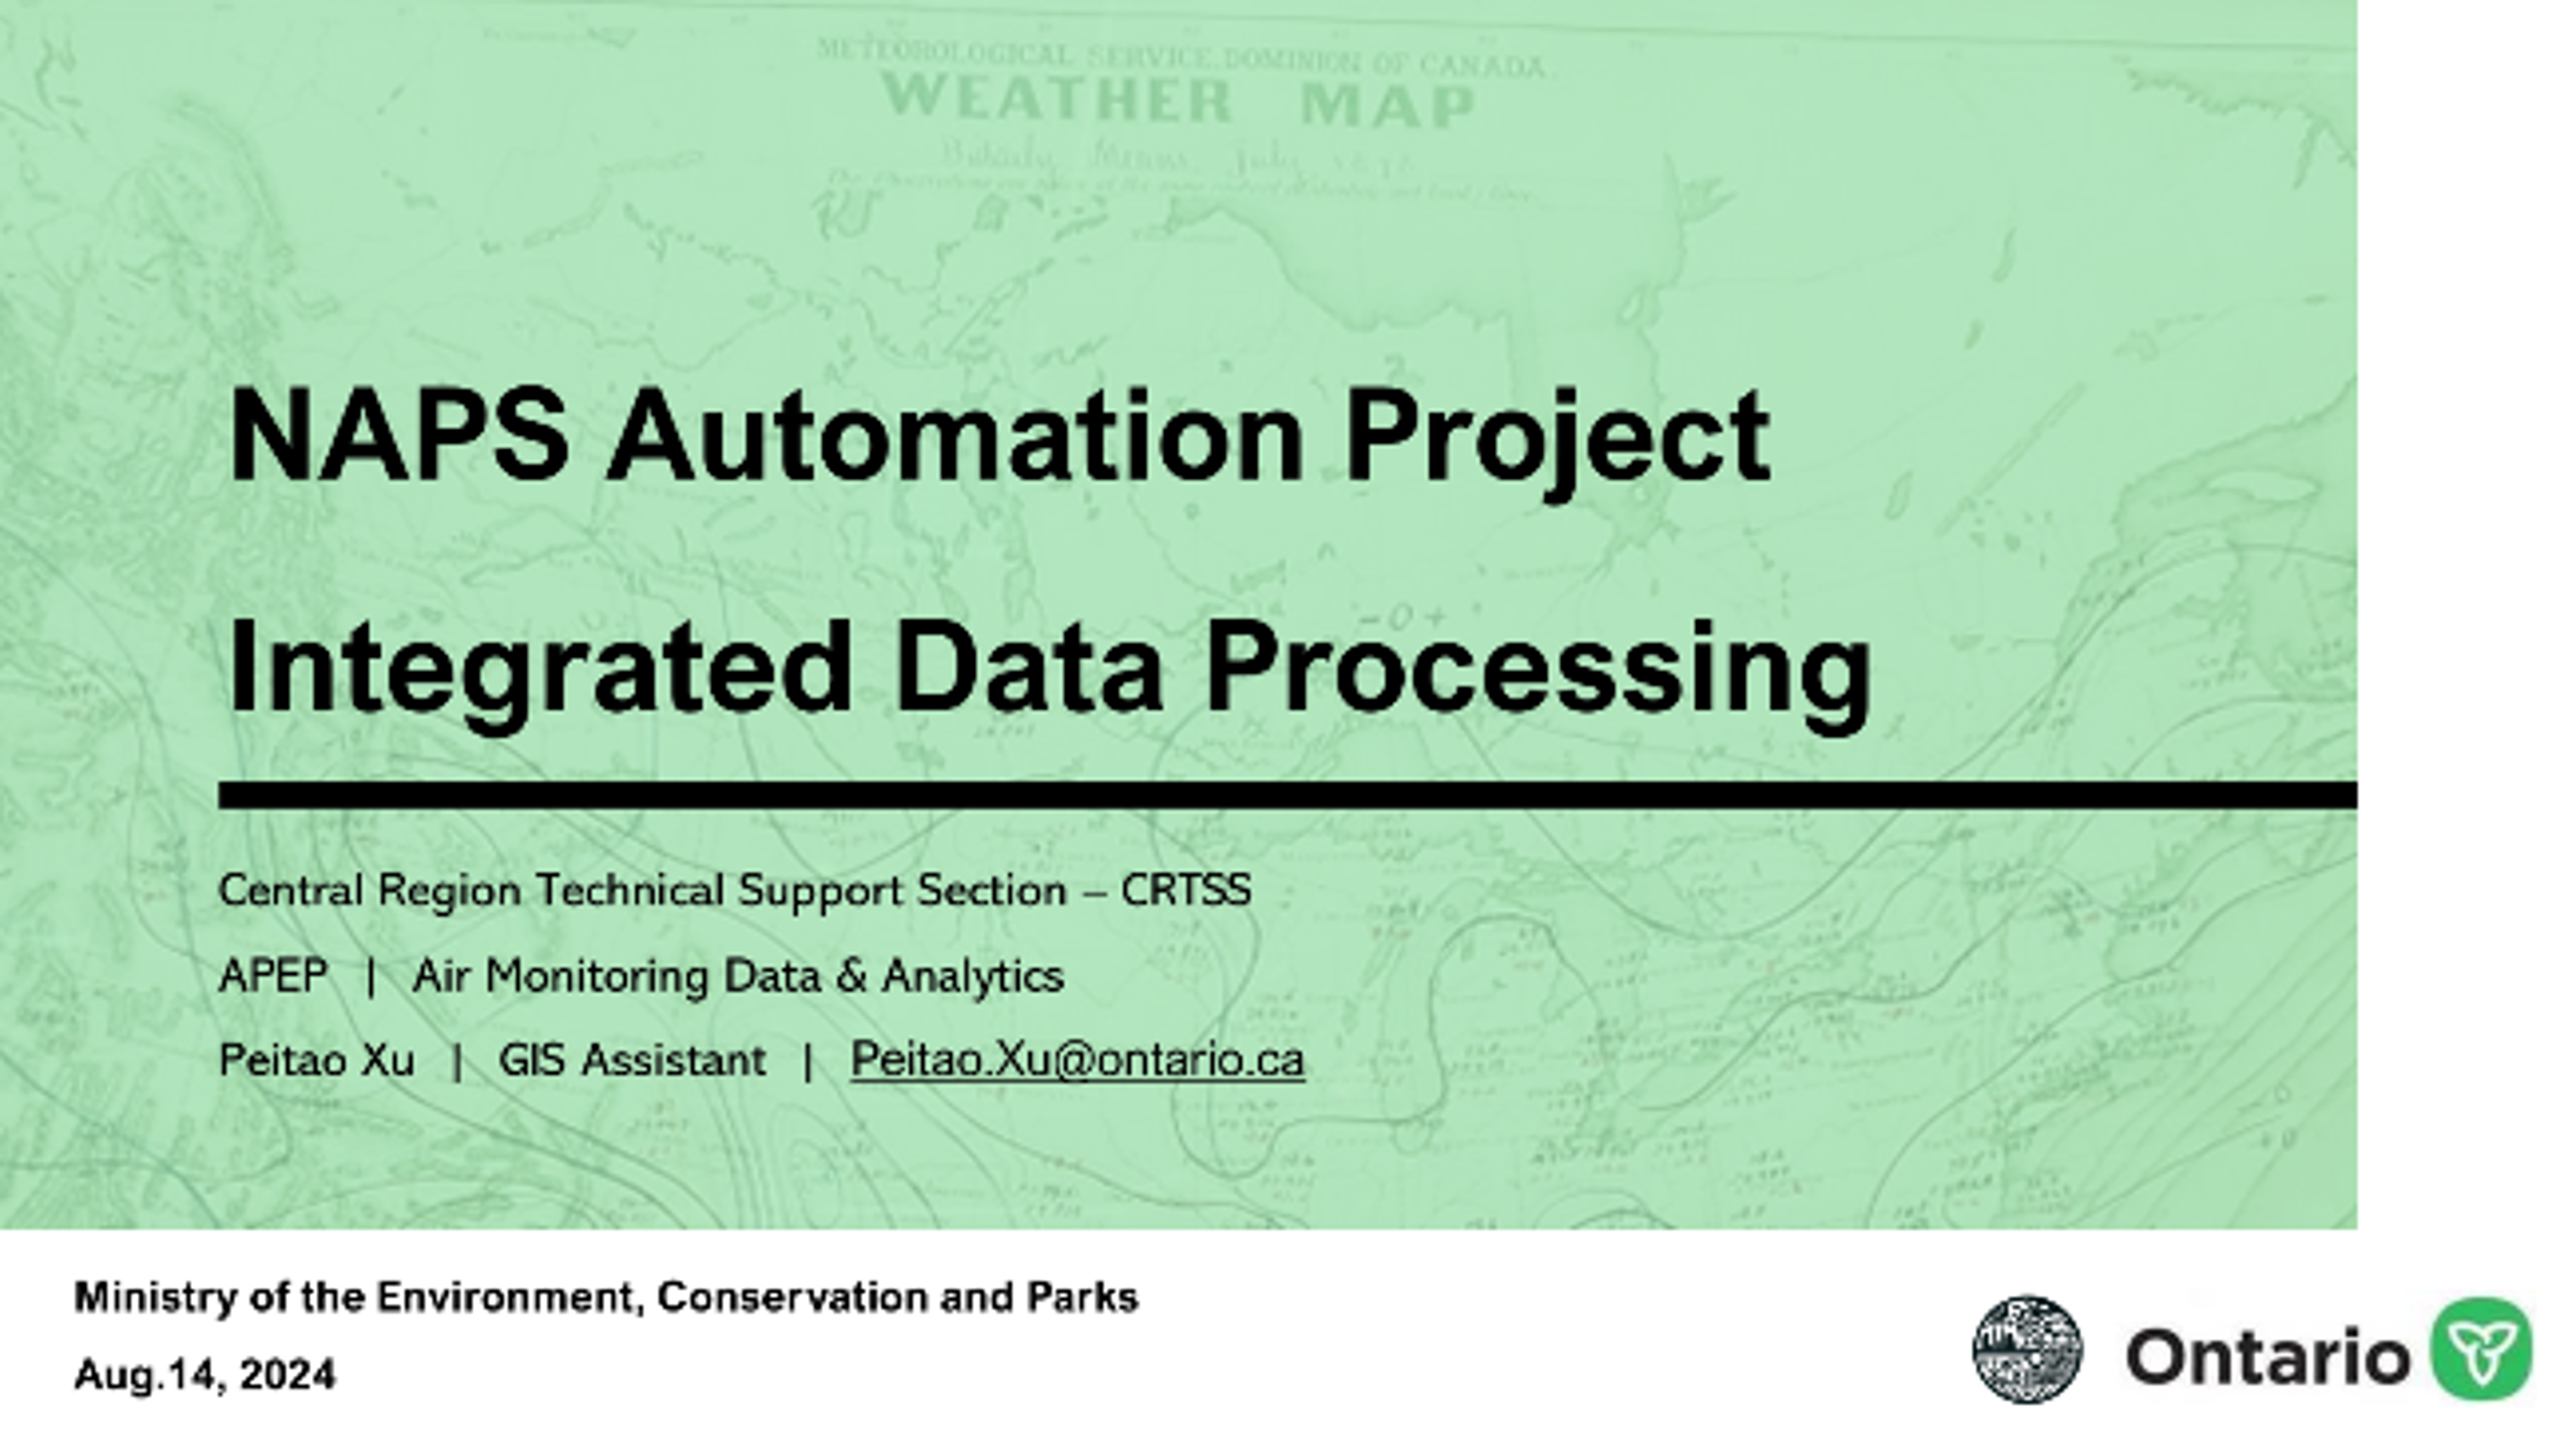 METEOROLOGICAL SERVICE, DOMINION OF CANADA.
WEATHER MAP
NAPS Automation Project
Integrated Data Processing
Central Region Technical Support Section – CRTSS
APEP | Air Monitoring Data & Analytics
Peitao Xu | GIS Assistant | Peitao.Xu@ontario.ca
Ministry of the Environment, Conservation and Parks
Aug.14, 2024
Ontario